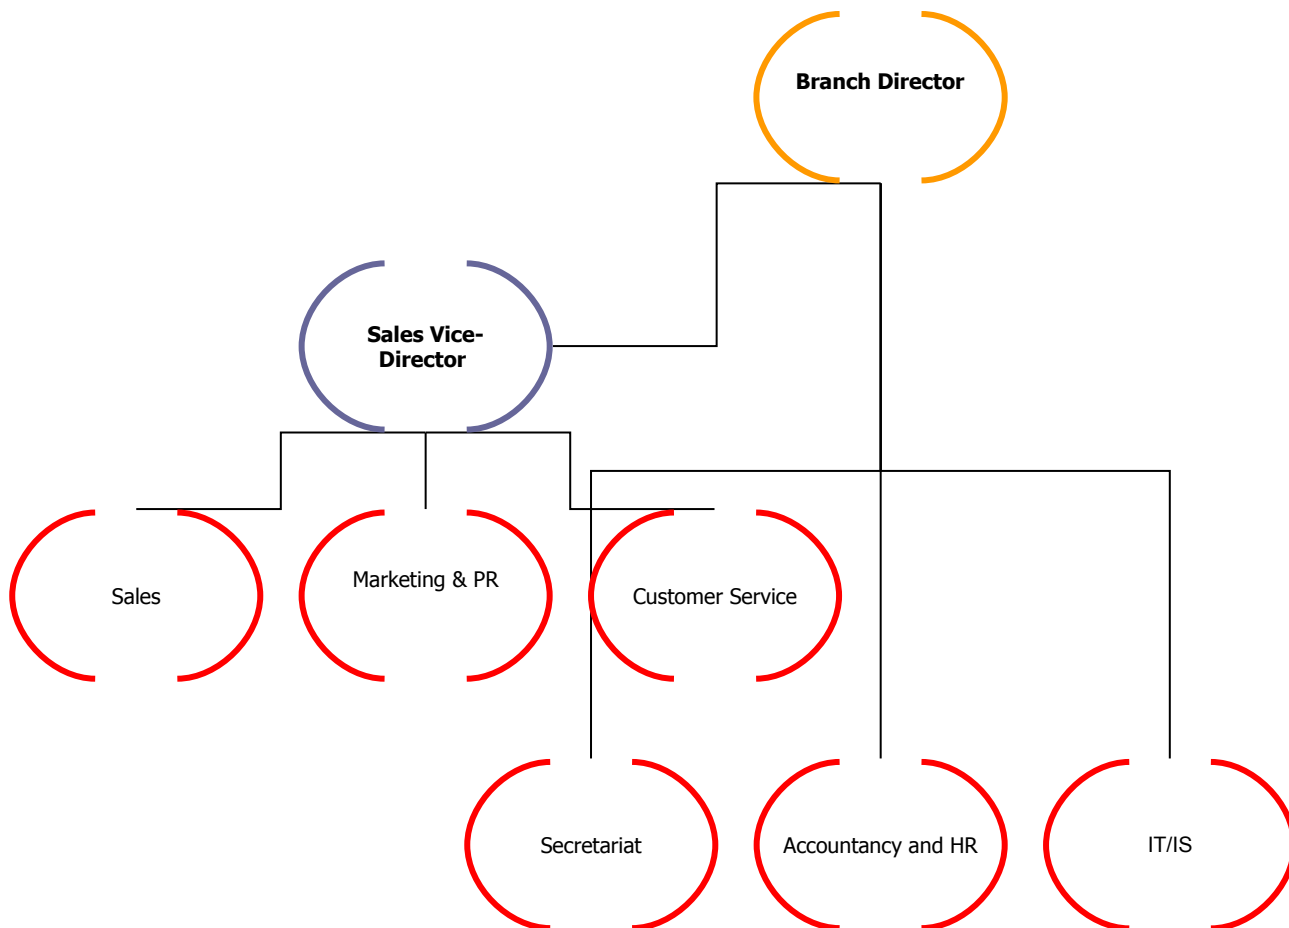 Branch Director
Sales Vice-
Director
Sales
Marketing & PR
Customer Service
Secretariat
Accountancy and HR
IT/IS